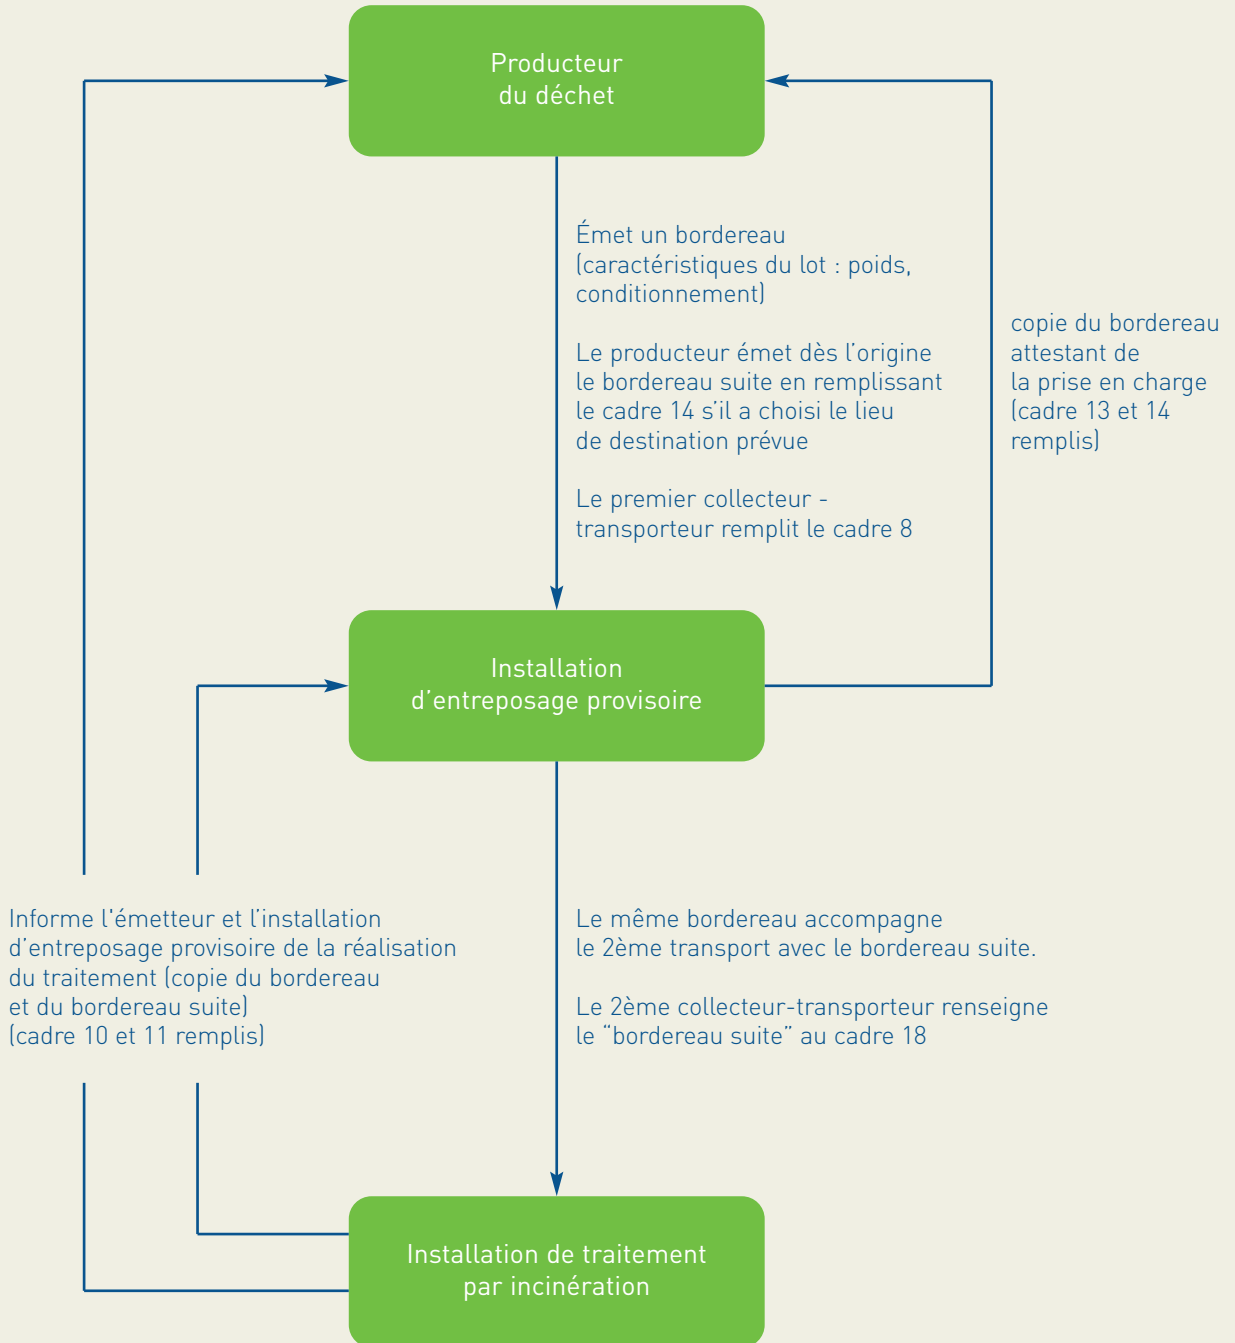 Producteur
du déchet
Émet un bordereau
(caractéristiques du lot : poids,
conditionnement)
Le producteur émet dès l’origine
le bordereau suite en remplissant
le cadre 14 s’il a choisi le lieu
de destination prévue
Le premier collecteur -
transporteur remplit le cadre 8
copie du bordereau
attestant de
la prise en charge
(cadre 13 et 14
remplis)
Installation
d’entreposage provisoire
Informe l'émetteur et l’installation
d’entreposage provisoire de la réalisation
du traitement (copie du bordereau
et du bordereau suite)
(cadre 10 et 11 remplis)
Le même bordereau accompagne
le 2ème transport avec le bordereau suite.
Le 2ème collecteur-transporteur renseigne
le “bordereau suite” au cadre 18
Installation de traitement
par incinération